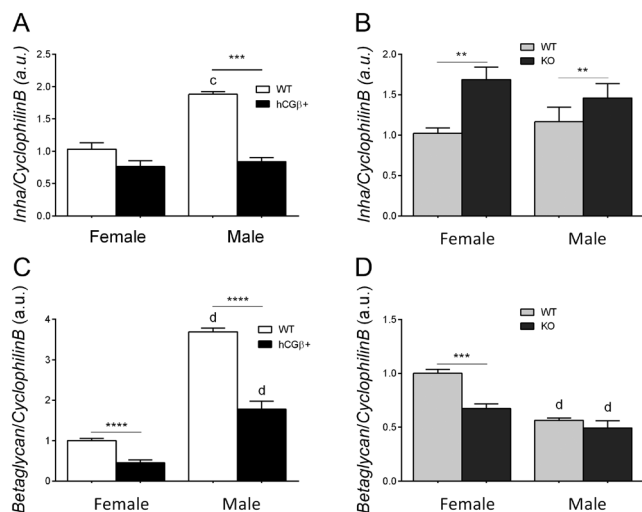 A
Inha/CyclophilinB (a.u.)
2.5
2.0
1.5
1.0
0.5
0.0
***
c
WT
hCGβ+
Female
Male
B
Inha/CyclophilinB (a.u.)
2.0
1.5
1.0
0.5
0.0
**
**
WT
KO
Female
Male
C
Betaglycan/CyclophilinB (a.u.)
4
2
1
0
****
****
d
d
WT
hCGβ+
Female
Male
D
Betaglycan/CyclophilinB (a.u.)
1.5
1.0
0.5
0.0
***
d
d
WT
KO
Female
Male